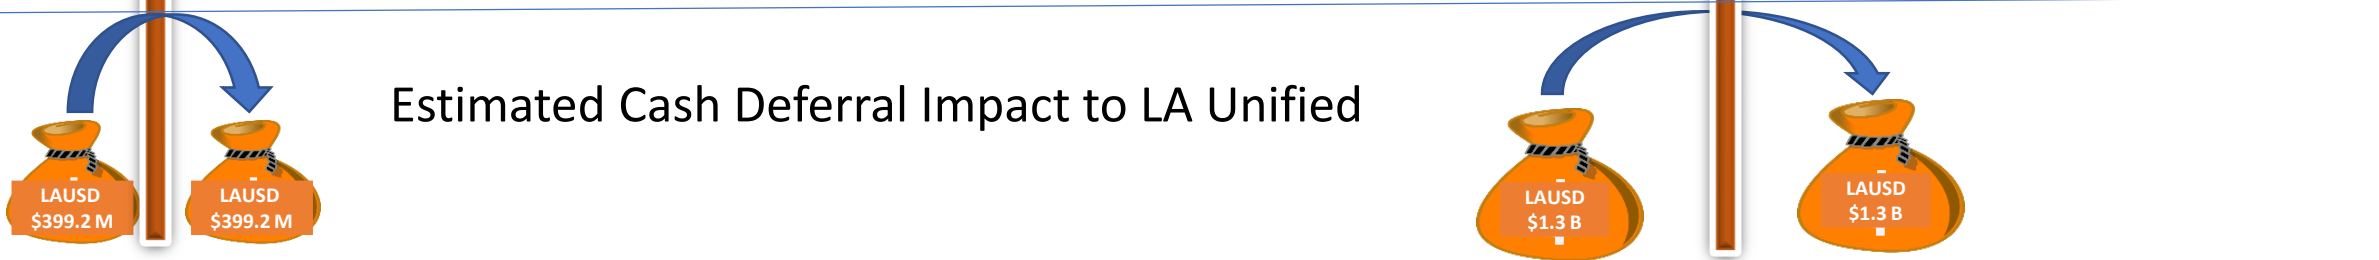 Estimated Cash Deferral Impact to LA Unified
LAUSD
$399.2 M
LAUSD
$399.2 M
LAUSD
$1.3 B
LAUSD
$1.3 B